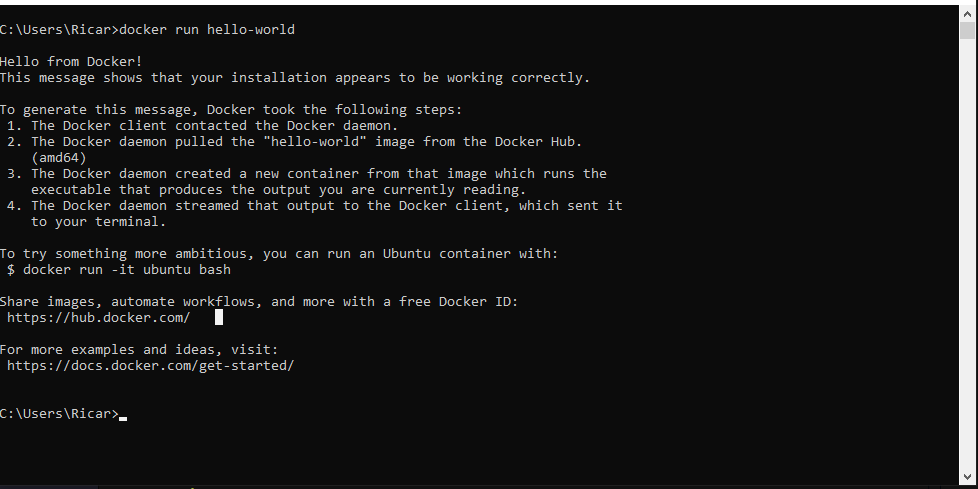 C:\Users\Ricar>docker run hello-world
Hello from Docker!
This message shows that your installation appears to be working correctly.
To generate this message, Docker took the following steps:
1. The Docker client contacted the Docker daemon.
2. The Docker daemon pulled the "hello-world" image from the Docker Hub.
(amd64)
3. The Docker daemon created a new container from that image which runs the
executable that produces the output you are currently reading.
4. The Docker daemon streamed that output to the Docker client, which sent it
to your terminal.
To try something more ambitious, you can run an Ubuntu container with:
$ docker run -it ubuntu bash
Share images, automate workflows, and more with a free Docker ID:
https://hub.docker.com/
For more examples and ideas, visit:
https://docs.docker.com/get-started/
C:\Users\Ricar>